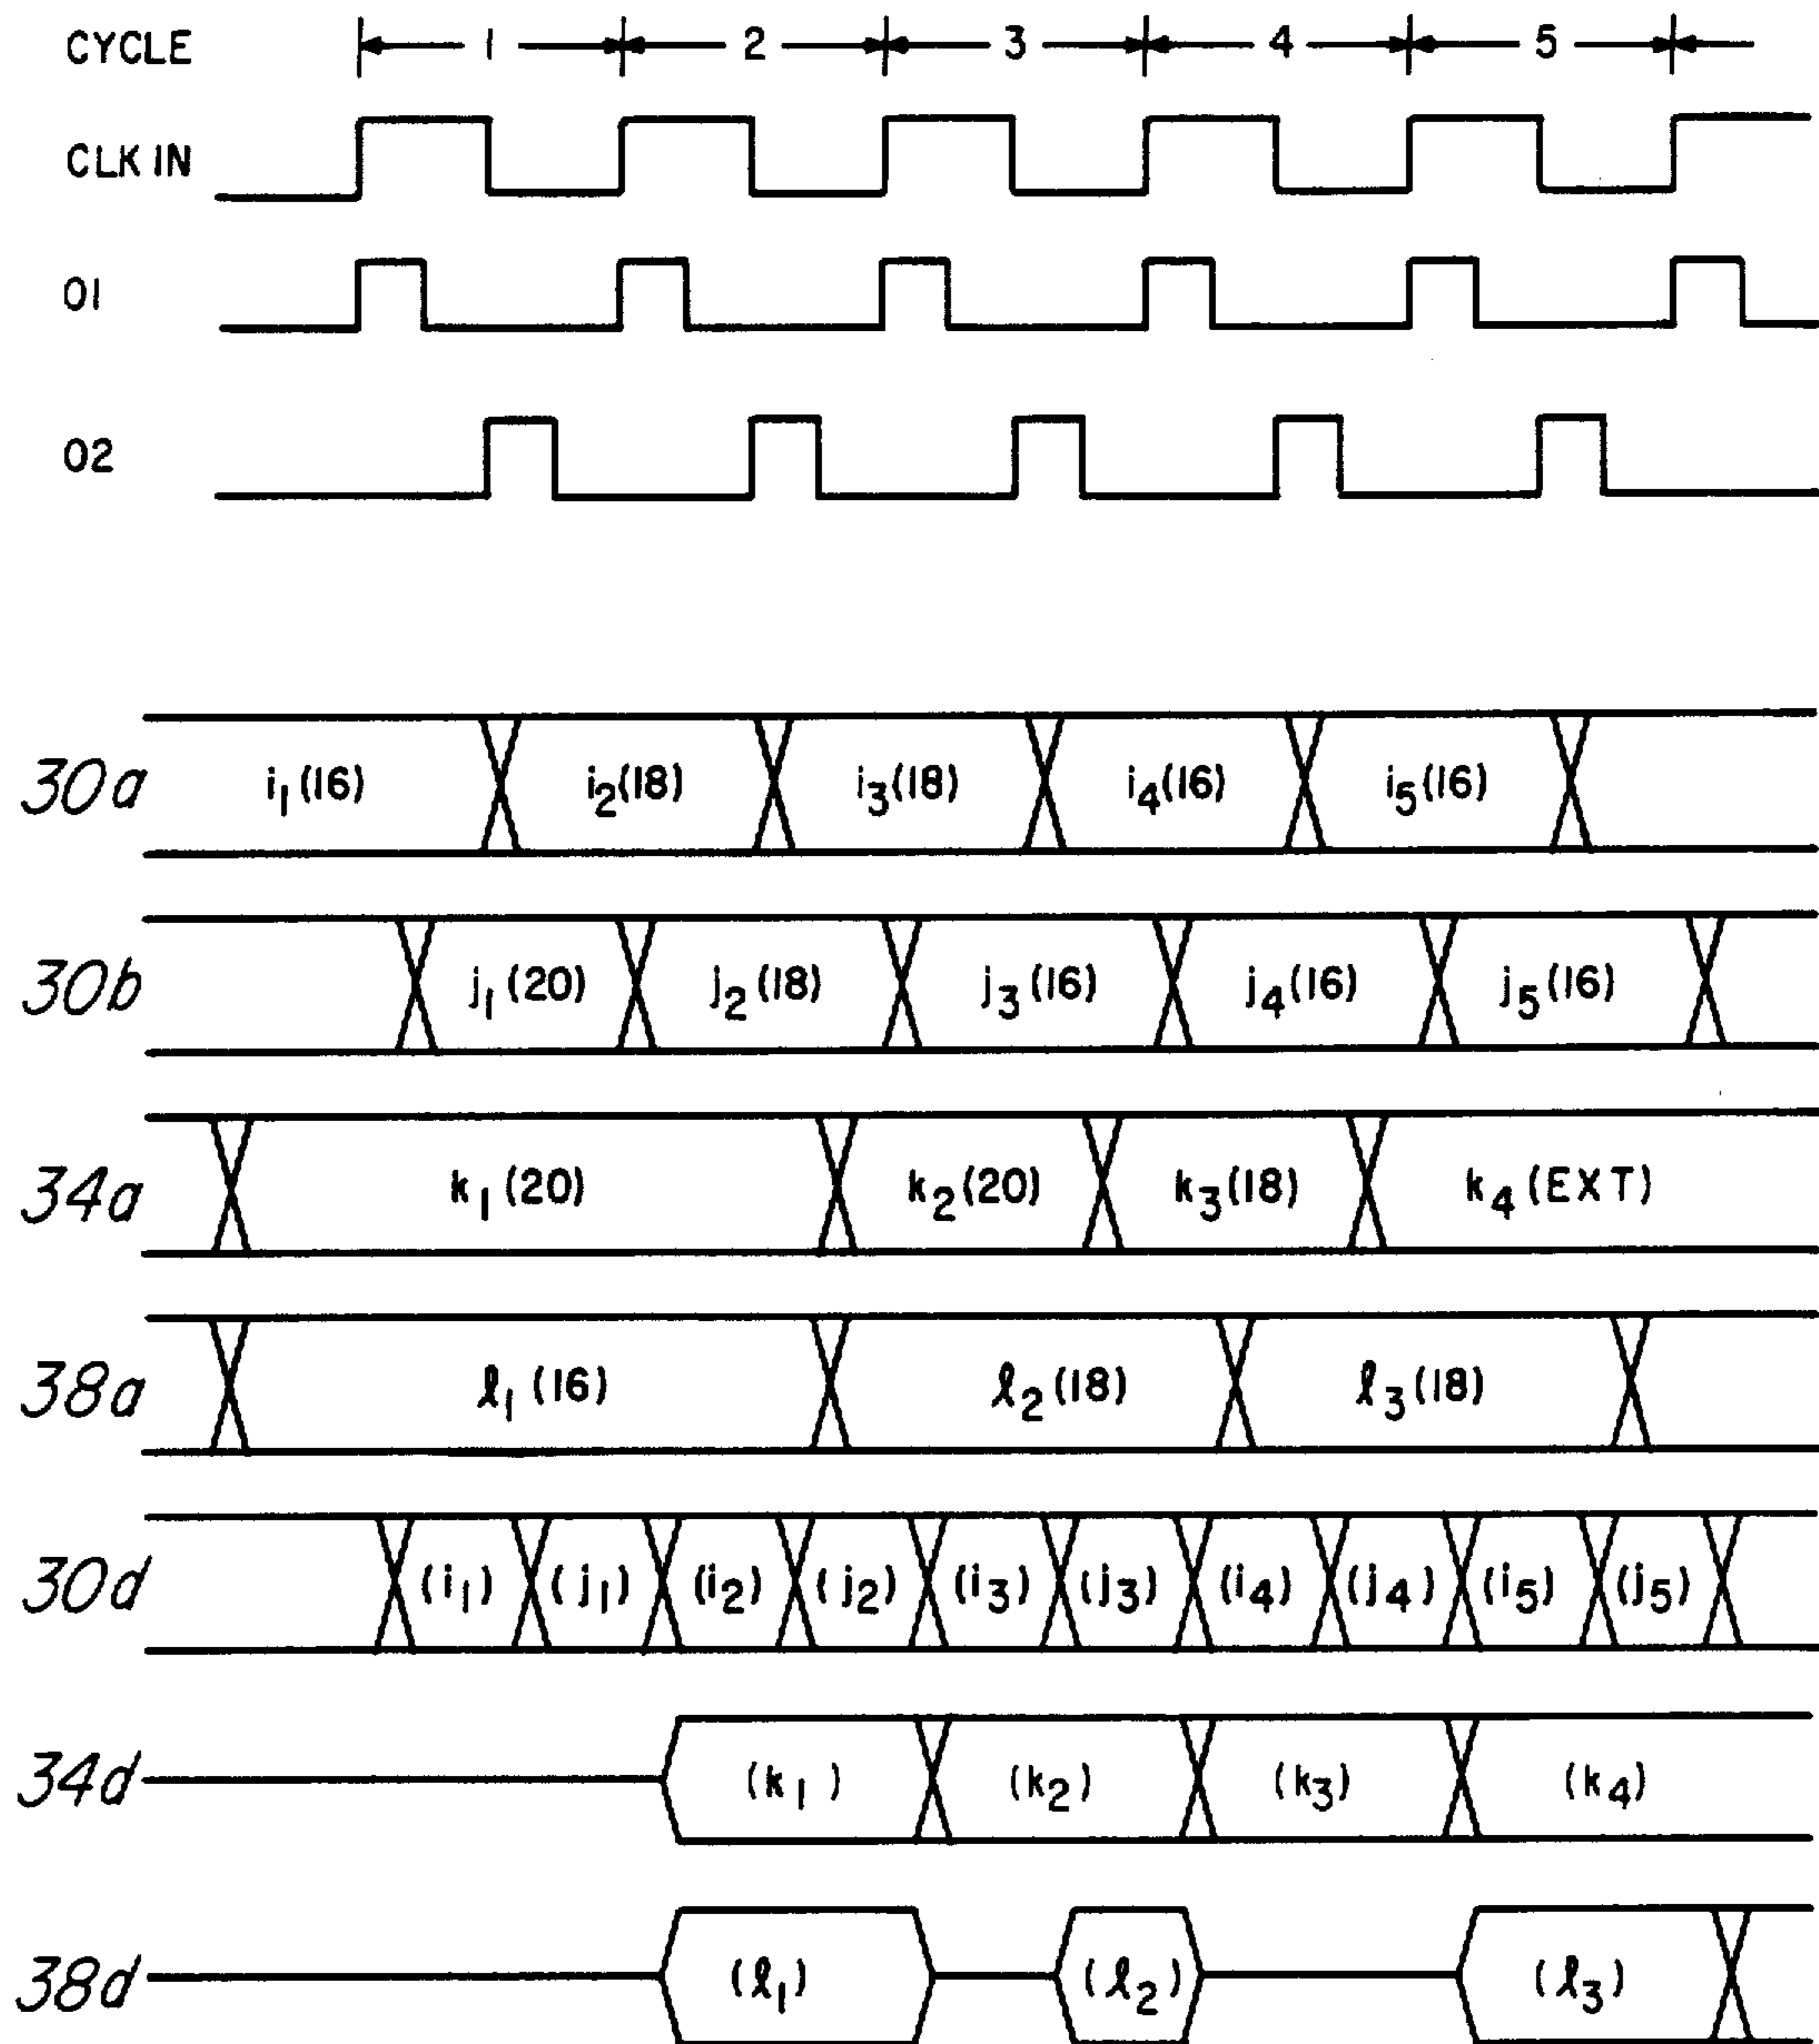 CYCLE 1 2 3 4 5
CLK IN
01
02
30a i₁(16) i₂(18) i₃(18) i₄(16) i₅(16)
30b j₁(20) j₂(18) j₃(16) j₄(16) j₅(16)
34a k₁(20) k₂(20) k₃(18) k₄(EXT)
38a ℓ₁(16) ℓ₂(18) ℓ₃(18)
30d (i₁) (j₁) (i₂) (j₂) (i₃) (j₃) (i₄) (j₄) (i₅) (j₅)
34d (k₁) (k₂) (k₃) (k₄)
38d (ℓ₁) (ℓ₂) (ℓ₃)